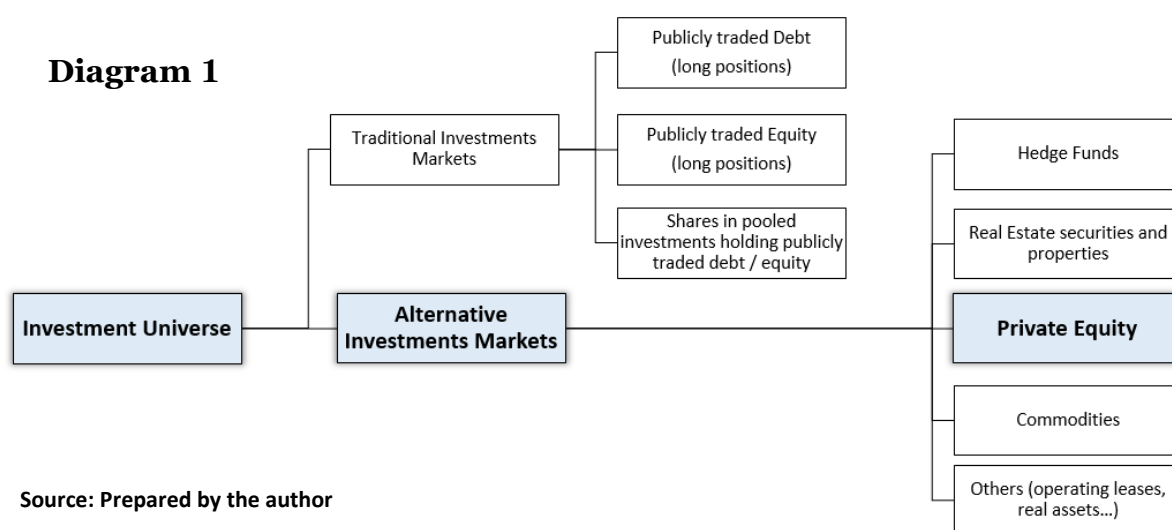 Diagram 1
Publicly traded Debt
(long positions)
Traditional Investments
Markets
Publicly traded Equity
(long positions)
Shares in pooled
investments holding publicly
traded debt / equity
Investment Universe
Alternative
Investments Markets
Hedge Funds
Real Estate securities and
properties
Private Equity
Commodities
Others (operating leases,
real assets...)
Source: Prepared by the author